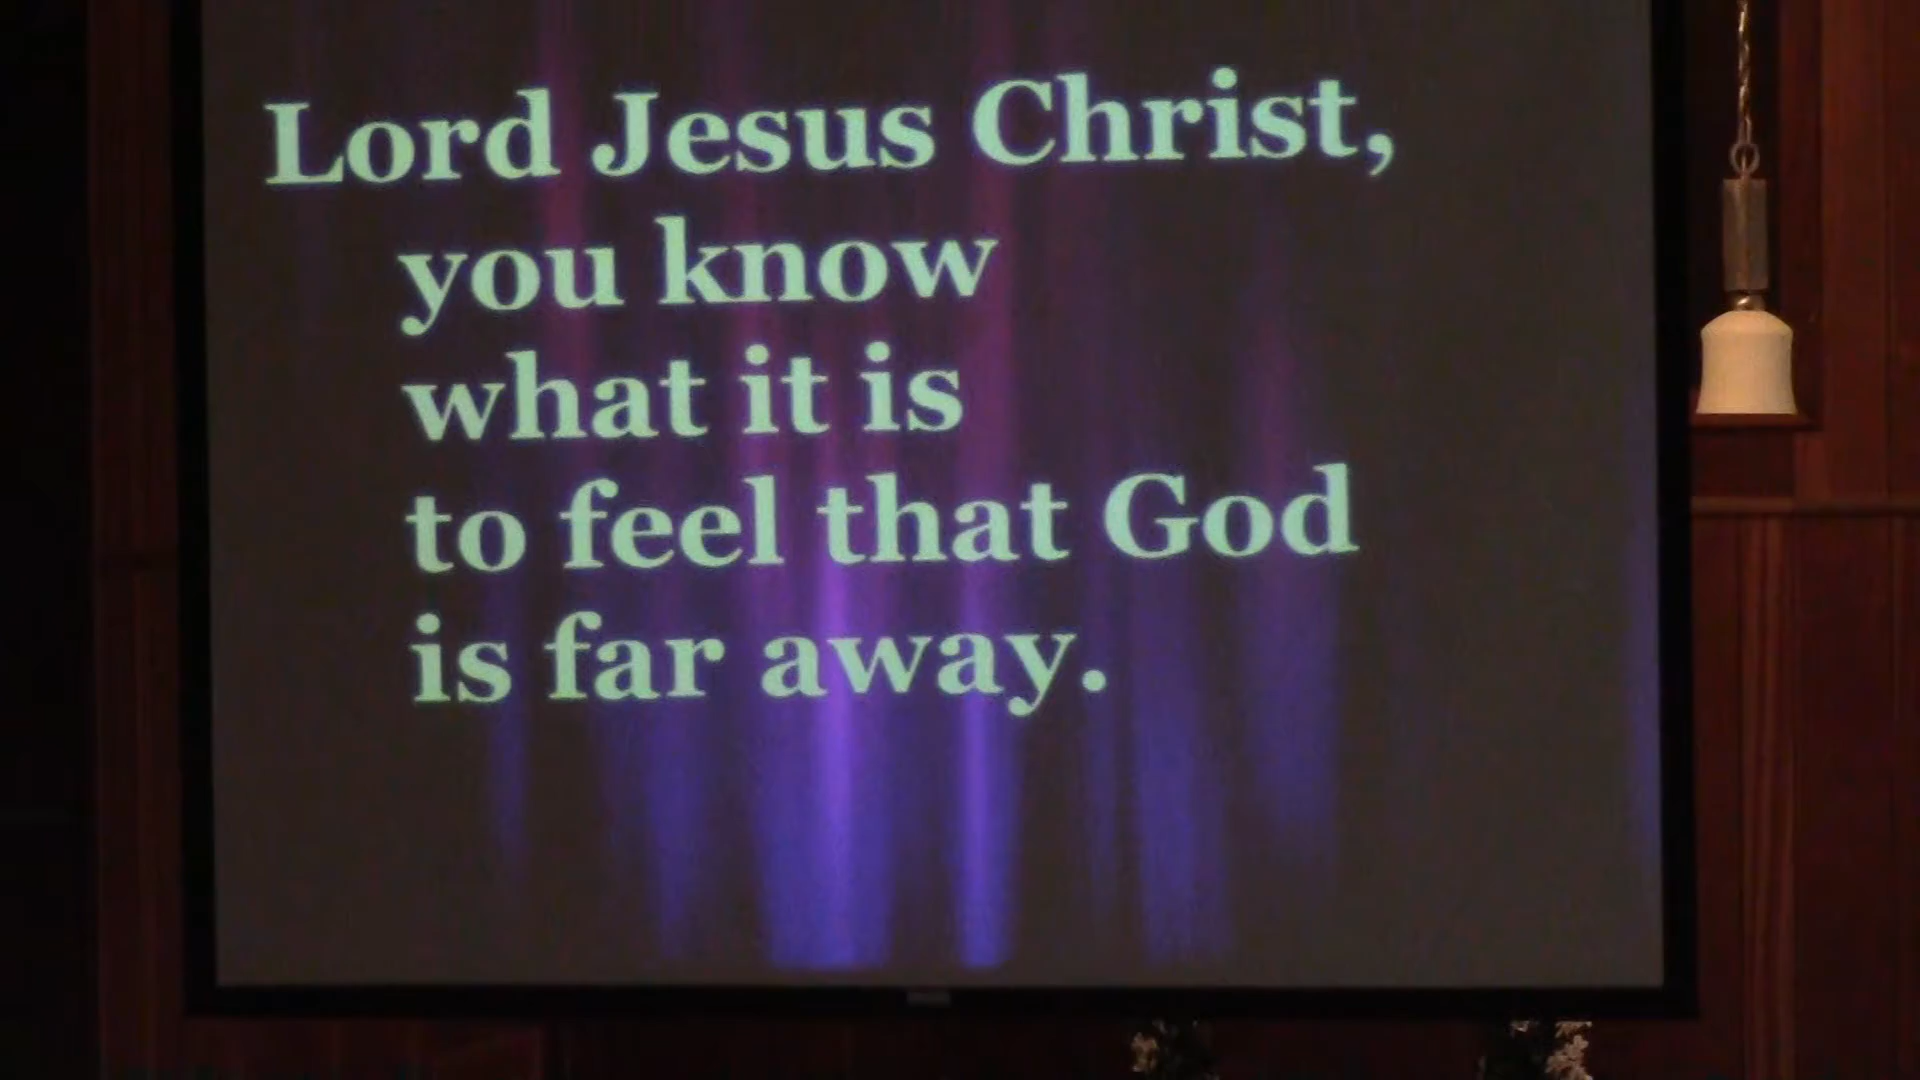 Lord Jesus Christ,
you know
what it is
to feel that God
is far away.